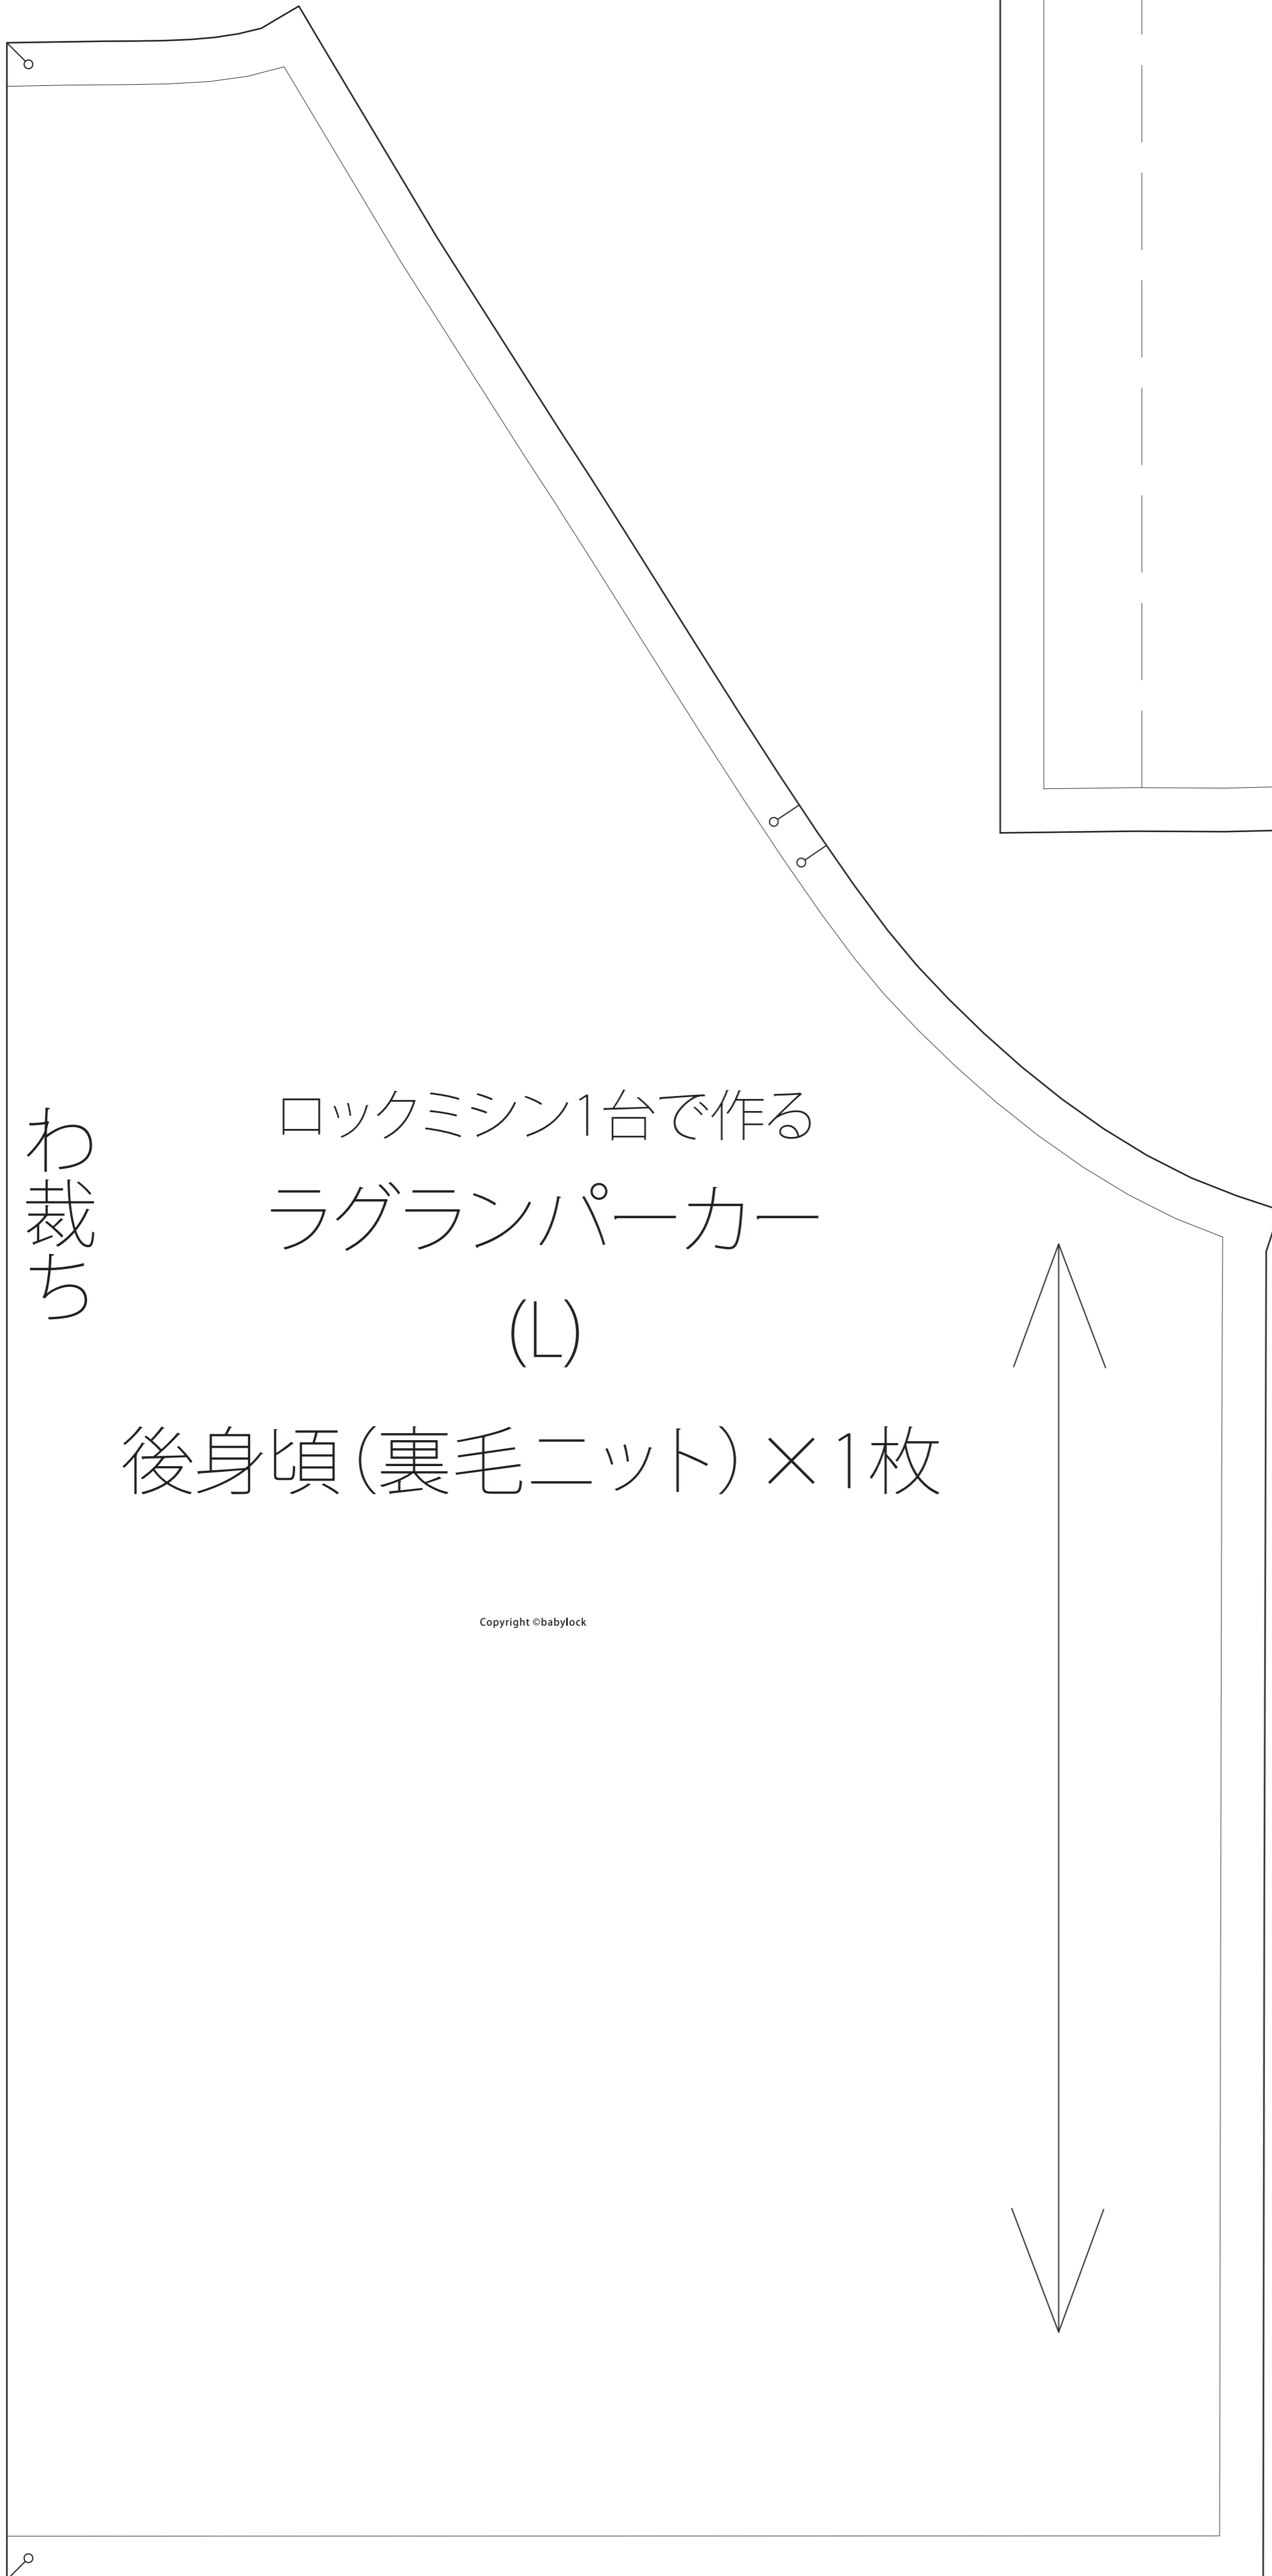 ロックミシン1台で作る
ラグランパーカー
(L)
後身頃(裏毛ニット)×1枚
わ裁ち
Copyright ©babylock